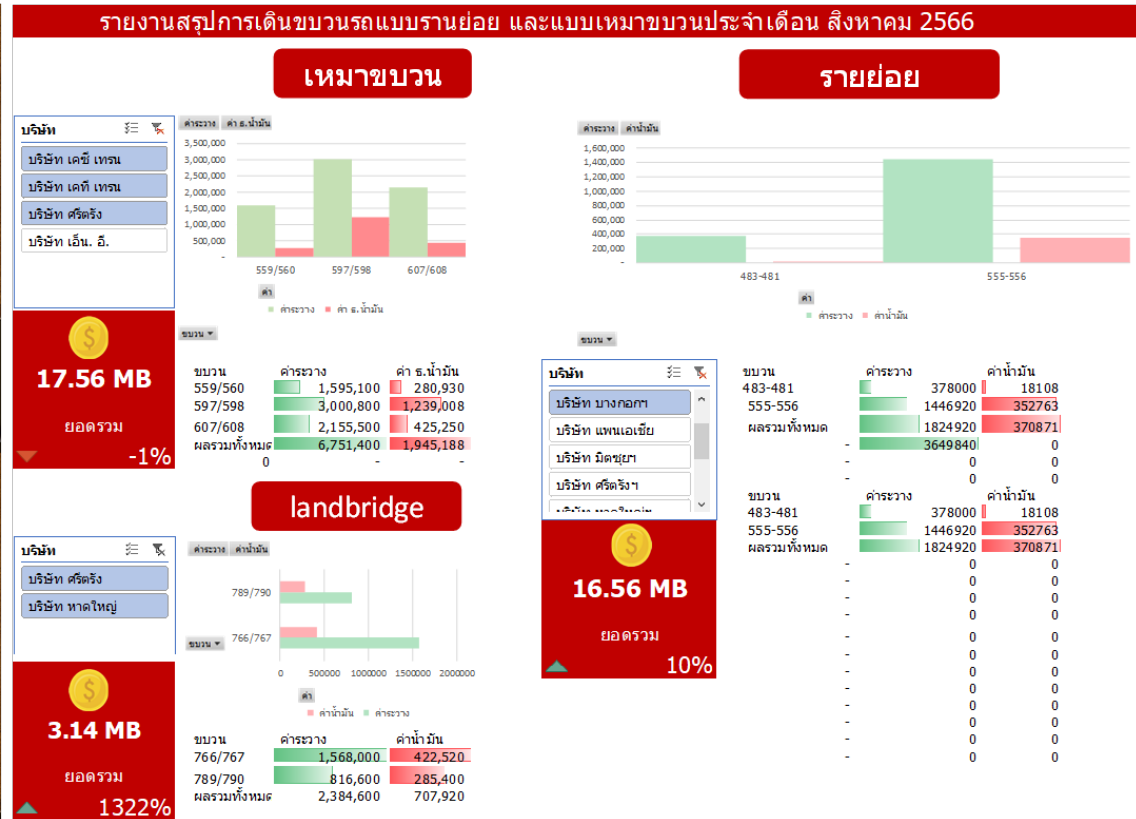 รายงานสรุปการเดินขบวนรถแบบรานย่อย และแบบเหมาขบวนประจำเดือน สิงหาคม 2566
เหมาขบวน
บริษัท
บริษัท เคซี เทรน
บริษัท เคที เทรน
บริษัท ศรีตรัง
บริษัท เอ็น. อี.
ค่าระวาง ค่า ธ.น้ำมัน
3,500,000
3,000,000
2,500,000
2,000,000
1,500,000
1,000,000
500,000
-
559/560 597/598 607/608
ค่า
ค่าระวาง ค่า ธ.น้ำมัน
17.56 MB
ยอดรวม
-1%
ขบวน
ขบวน ค่าระวาง ค่า ธ.น้ำมัน
559/560 1,595,100 280,930
597/598 3,000,800 1,239,008
607/608 2,155,500 425,250
ผลรวมทั้งหมด 6,751,400 1,945,188
0 - -
landbridge
บริษัท
บริษัท ศรีตรัง
บริษัท หาดใหญ่
ค่าระวาง ค่าน้ำมัน
789/790
766/767
ขบวน
0 500000 1000000 1500000 2000000
ค่า
ค่าน้ำมัน ค่าระวาง
3.14 MB
ยอดรวม
1322%
ขบวน ค่าระวาง ค่าน้ำมัน
766/767 1,568,000 422,520
789/790 816,600 285,400
ผลรวมทั้งหมด 2,384,600 707,920
รายย่อย
ค่าระวาง ค่าน้ำมัน
1,600,000
1,400,000
1,200,000
1,000,000
800,000
600,000
400,000
200,000
-
483-481 555-556
ค่า
ค่าระวาง ค่าน้ำมัน
ขบวน
บริษัท
บริษัท บางกอกฯ
บริษัท แพนเอเชีย
บริษัท มิตซุยฯ
บริษัท ศรีตรังฯ
16.56 MB
ยอดรวม
10%
ขบวน ค่าระวาง ค่าน้ำมัน
483-481 378000 18108
555-556 1446920 352763
ผลรวมทั้งหมด 1824920 370871
- 3649840 0
- 0 0
ขบวน ค่าระวาง ค่าน้ำมัน
483-481 378000 18108
555-556 1446920 352763
ผลรวมทั้งหมด 1824920 370871
- 0 0
- 0 0
- 0 0
- 0 0
- 0 0
- 0 0
- 0 0
- 0 0
- 0 0
- 0 0
- 0 0